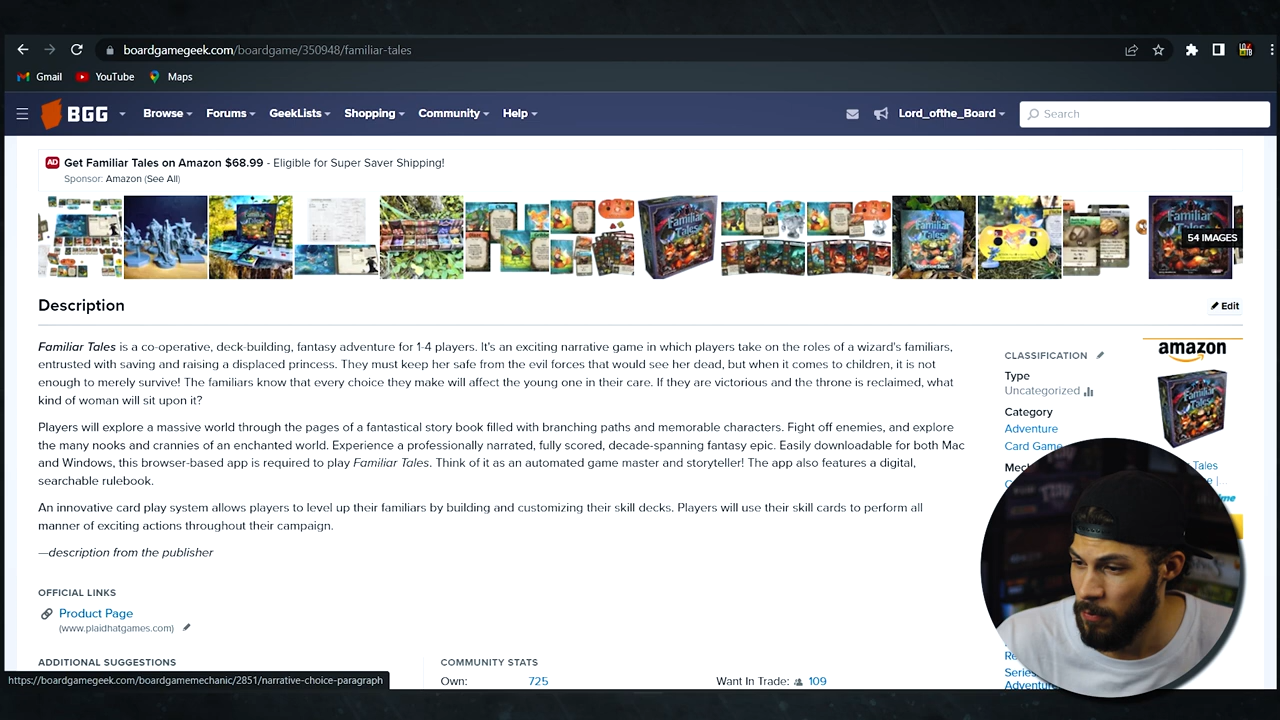 boardgamegeek.com/boardgame/350948/familiar-tales
Gmail YouTube Maps
BGG Browse Forums GeekLists Shopping Community Help Lord_ofthe_Board Search
AD Get Familiar Tales on Amazon $68.99 - Eligible for Super Saver Shipping!
Sponsor: Amazon (See All)
54 IMAGES
Description
Edit
Familiar Tales is a co-operative, deck-building, fantasy adventure for 1-4 players. It's an exciting narrative game in which players take on the roles of a wizard's familiars,
entrusted with saving and raising a displaced princess. They must keep her safe from the evil forces that would see her dead, but when it comes to children, it is not
enough to merely survive! The familiars know that every choice they make will affect the young one in their care. If they are victorious and the throne is reclaimed, what
kind of woman will sit upon it?
Players will explore a massive world through the pages of a fantastical story book filled with branching paths and memorable characters. Fight off enemies, and explore
the many nooks and crannies of an enchanted world. Experience a professionally narrated, fully scored, decade-spanning fantasy epic. Easily downloadable for both Mac
and Windows, this browser-based app is required to play Familiar Tales. Think of it as an automated game master and storyteller! The app also features a digital,
searchable rulebook.
An innovative card play system allows players to level up their familiars by building and customizing their skill decks. Players will use their skill cards to perform all
manner of exciting actions throughout their campaign.
—description from the publisher
OFFICIAL LINKS
Product Page
(www.plaidhatgames.com)
ADDITIONAL SUGGESTIONS
COMMUNITY STATS
Own: 725
Want In Trade: 109
https://boardgamegeek.com/boardgamemechanic/2851/narrative-choice-paragraph
CLASSIFICATION
Type
Uncategorized
Category
Adventure
Card Game
Mec
Re
Series
Adventur
amazon
Familiar
Tales
Tales